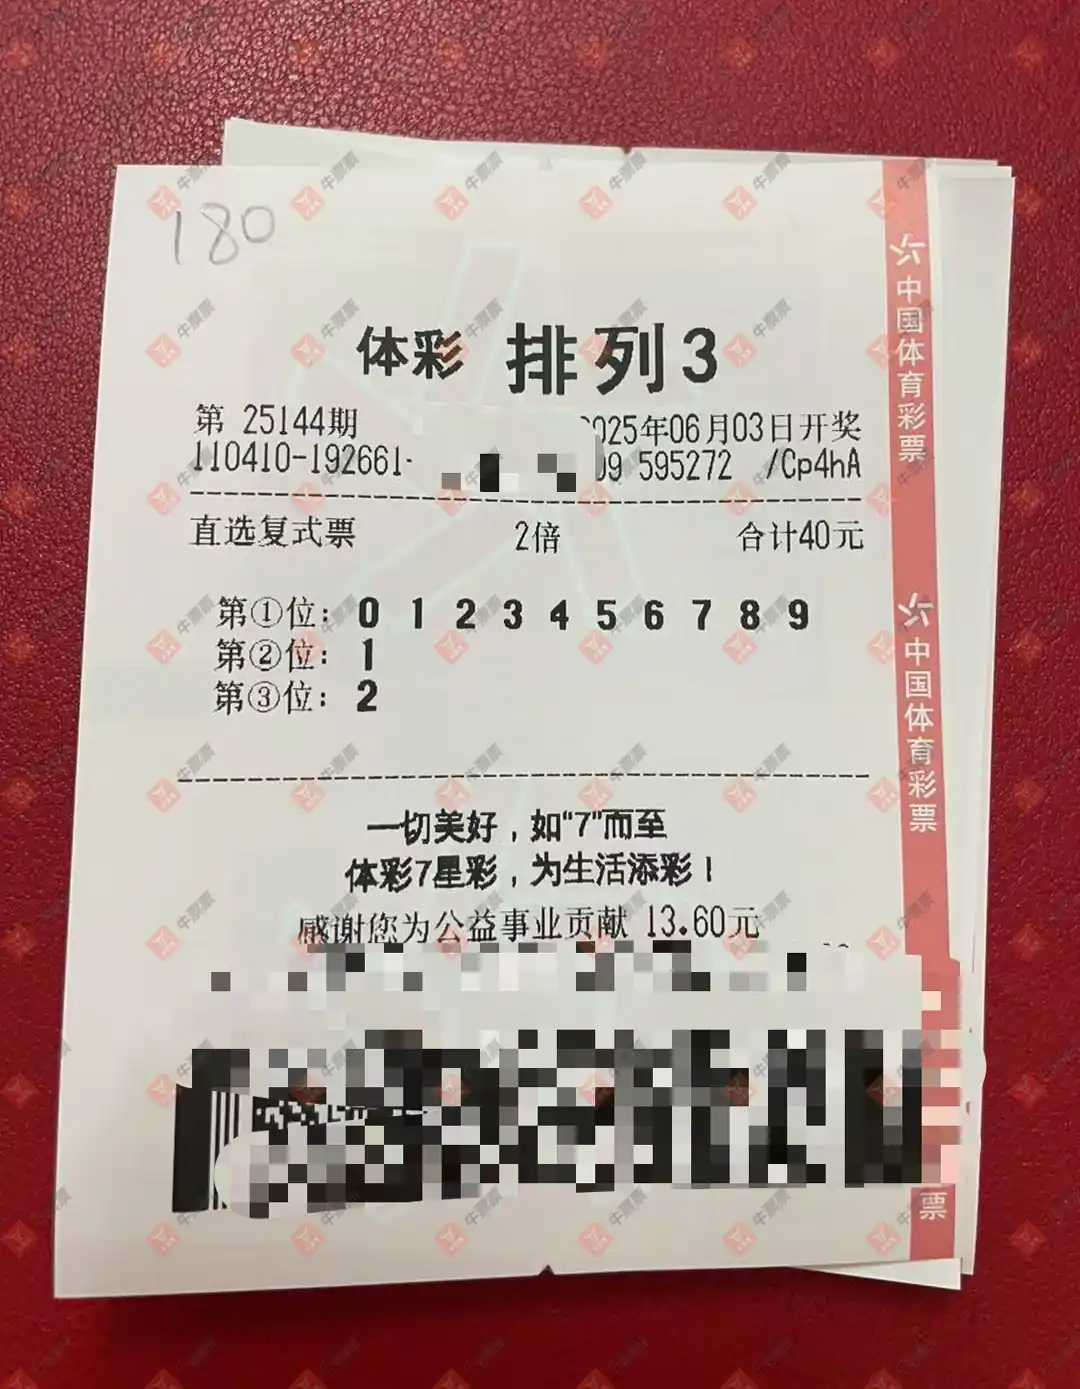 180
体彩 排列3
第 25144期 2025年06月03日开奖
110410-192661- 09 595272 /Cp4hA
直选复式票 2倍 合计40元
第①位: 0 1 2 3 4 5 6 7 8 9
第②位: 1
第③位: 2
一切美好，如“7”而至
体彩7星彩，为生活添彩！
感谢您为公益事业贡献 13.60元
中国体育彩票
中国体育彩票
票
牛票票